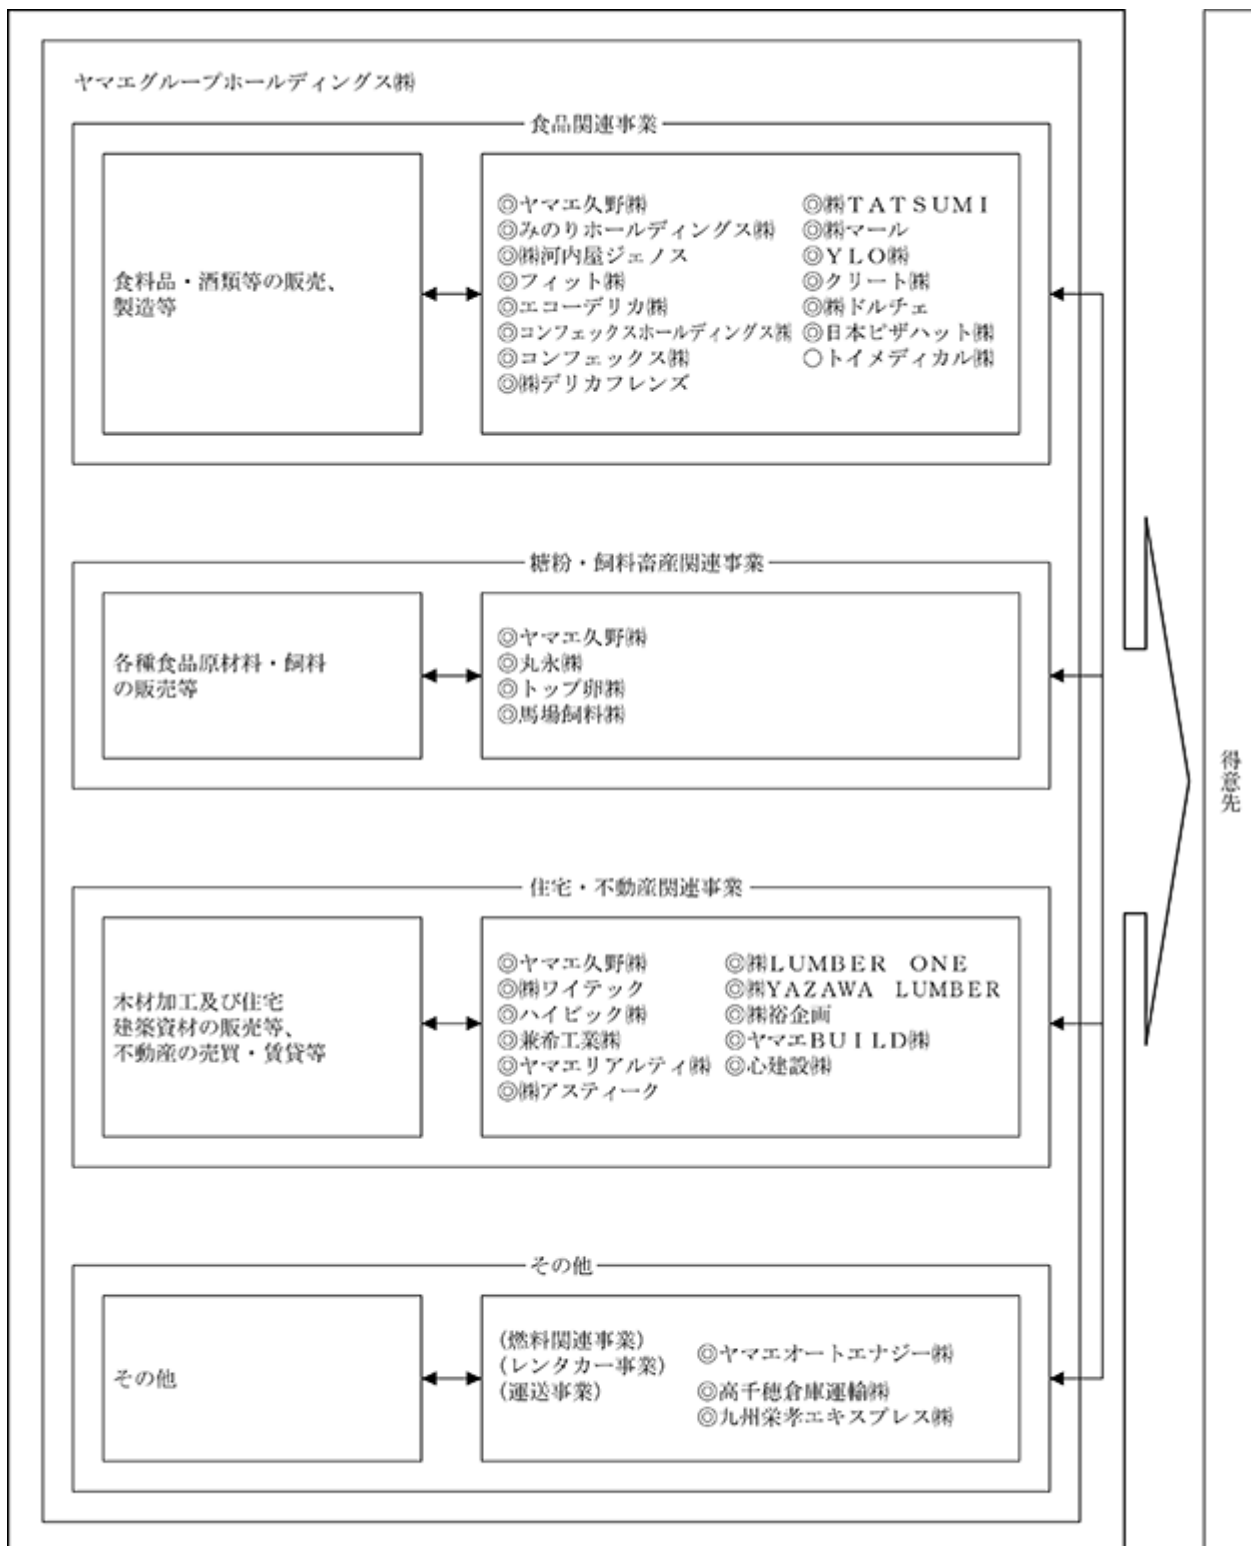 ヤマエグループホールディングス㈱
食品関連事業
食料品・酒類等の販売、
製造等
◎ヤマエ久野㈱
◎みのりホールディングス㈱
◎㈱河内屋ジェノス
◎フィット㈱
◎エコーデリカ㈱
◎コンフェックスホールディングス㈱
◎コンフェックス㈱
◎㈱デリカフレンズ
◎㈱ＴＡＴＳＵＭＩ
◎㈱マール
◎ＹＬＯ㈱
◎クリート㈱
◎㈱ドルチェ
◎日本ピザハット㈱
○トイメディカル㈱
糖粉・飼料畜産関連事業
各種食品原材料・飼料
の販売等
◎ヤマエ久野㈱
◎丸永㈱
◎トップ卵㈱
◎馬場飼料㈱
住宅・不動産関連事業
木材加工及び住宅
建築資材の販売等、
不動産の売買・賃貸等
◎ヤマエ久野㈱
◎㈱ワイテック
◎ハイビック㈱
◎兼希工業㈱
◎ヤマエリアルティ㈱
◎㈱アスティーク
◎㈱ＬＵＭＢＥＲ　ＯＮＥ
◎㈱ＹＡＺＡＷＡ　ＬＵＭＢＥＲ
◎㈱裕企画
◎ヤマエＢＵＩＬＤ㈱
◎心建設㈱
その他
その他
(燃料関連事業)
(レンタカー事業)
(運送事業)
◎ヤマエオートエナジー㈱
◎高千穂倉庫運輸㈱
◎九州栄孝エキスプレス㈱
得意先